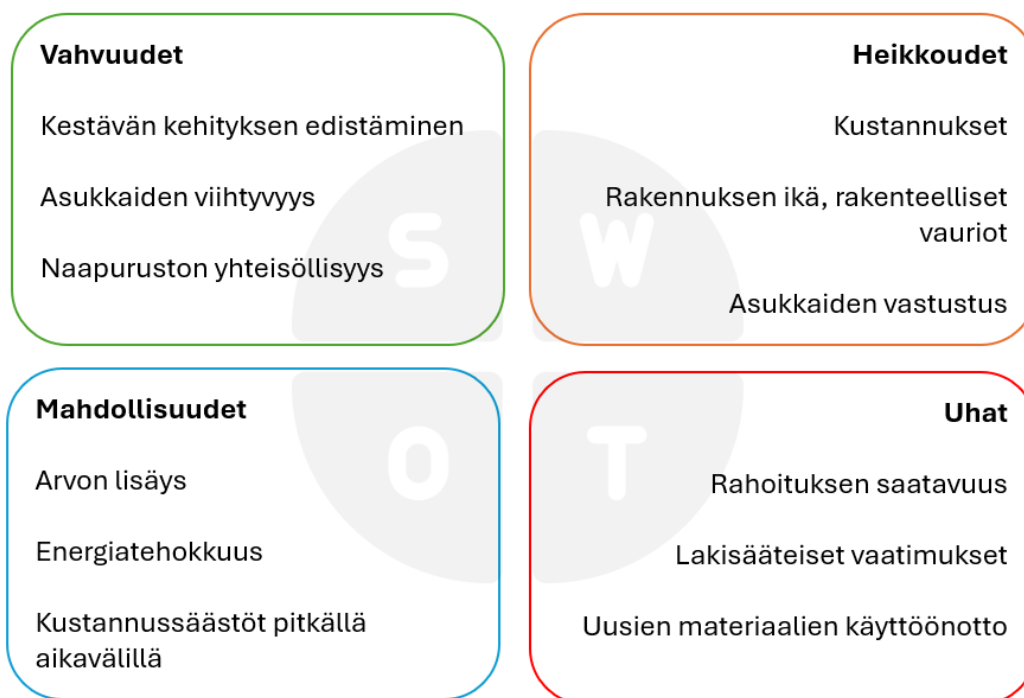 Vahvuudet
Kestävän kehityksen edistäminen
Asukkaiden viihtyvyys
Naapuruston yhteisöllisyys
Heikkoudet
Kustannukset
Rakennuksen ikä, rakenteelliset
vauriot
Asukkaiden vastustus
S
W
Mahdollisuudet
Arvon lisäys
Energiatehokkuus
Kustannussäästöt pitkällä
aikavälillä
Uhat
Rahoituksen saatavuus
Lakisääteiset vaatimukset
Uusien materiaalien käyttöönotto
O
T